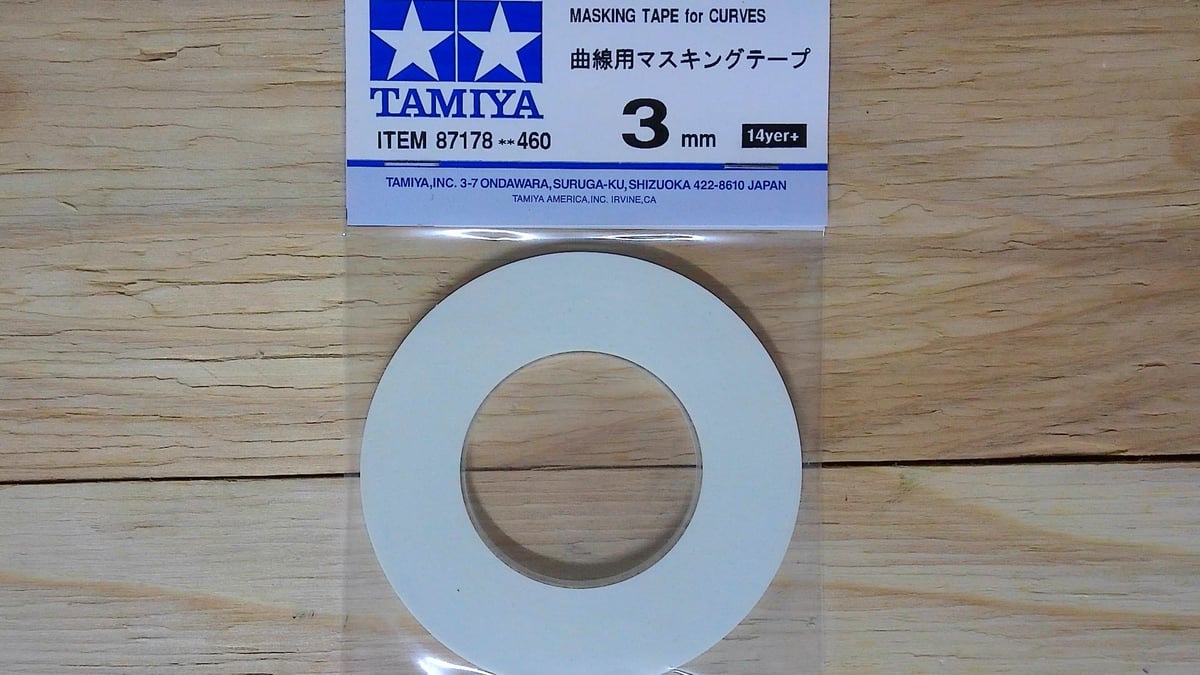 MASKING TAPE for CURVES
曲線用マスキングテープ
TAMIYA
3 mm
ITEM 87178 **460
14yer+
TAMIYA,INC. 3-7 ONDAWARA,SURUGA-KU,SHIZUOKA 422-8610 JAPAN
TAMIYA AMERICA,INC. IRVINE,CA